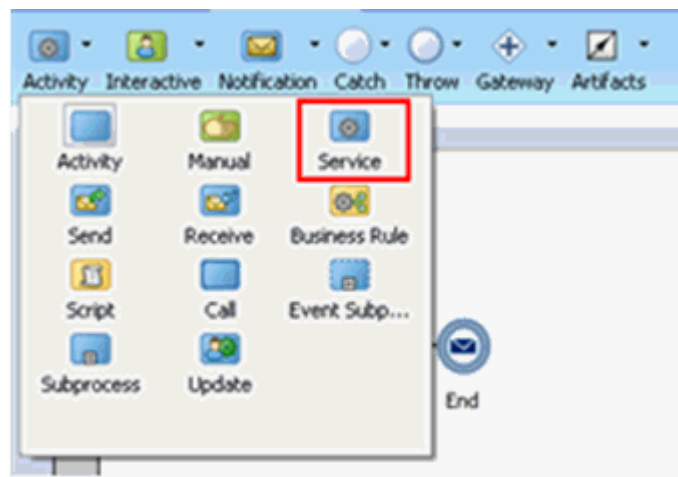 Activity Interactive Notification Catch Throw Gateway Artifacts
Activity Manual Service
Send Receive Business Rule
Script Call Event Subp...
Subprocess Update
End